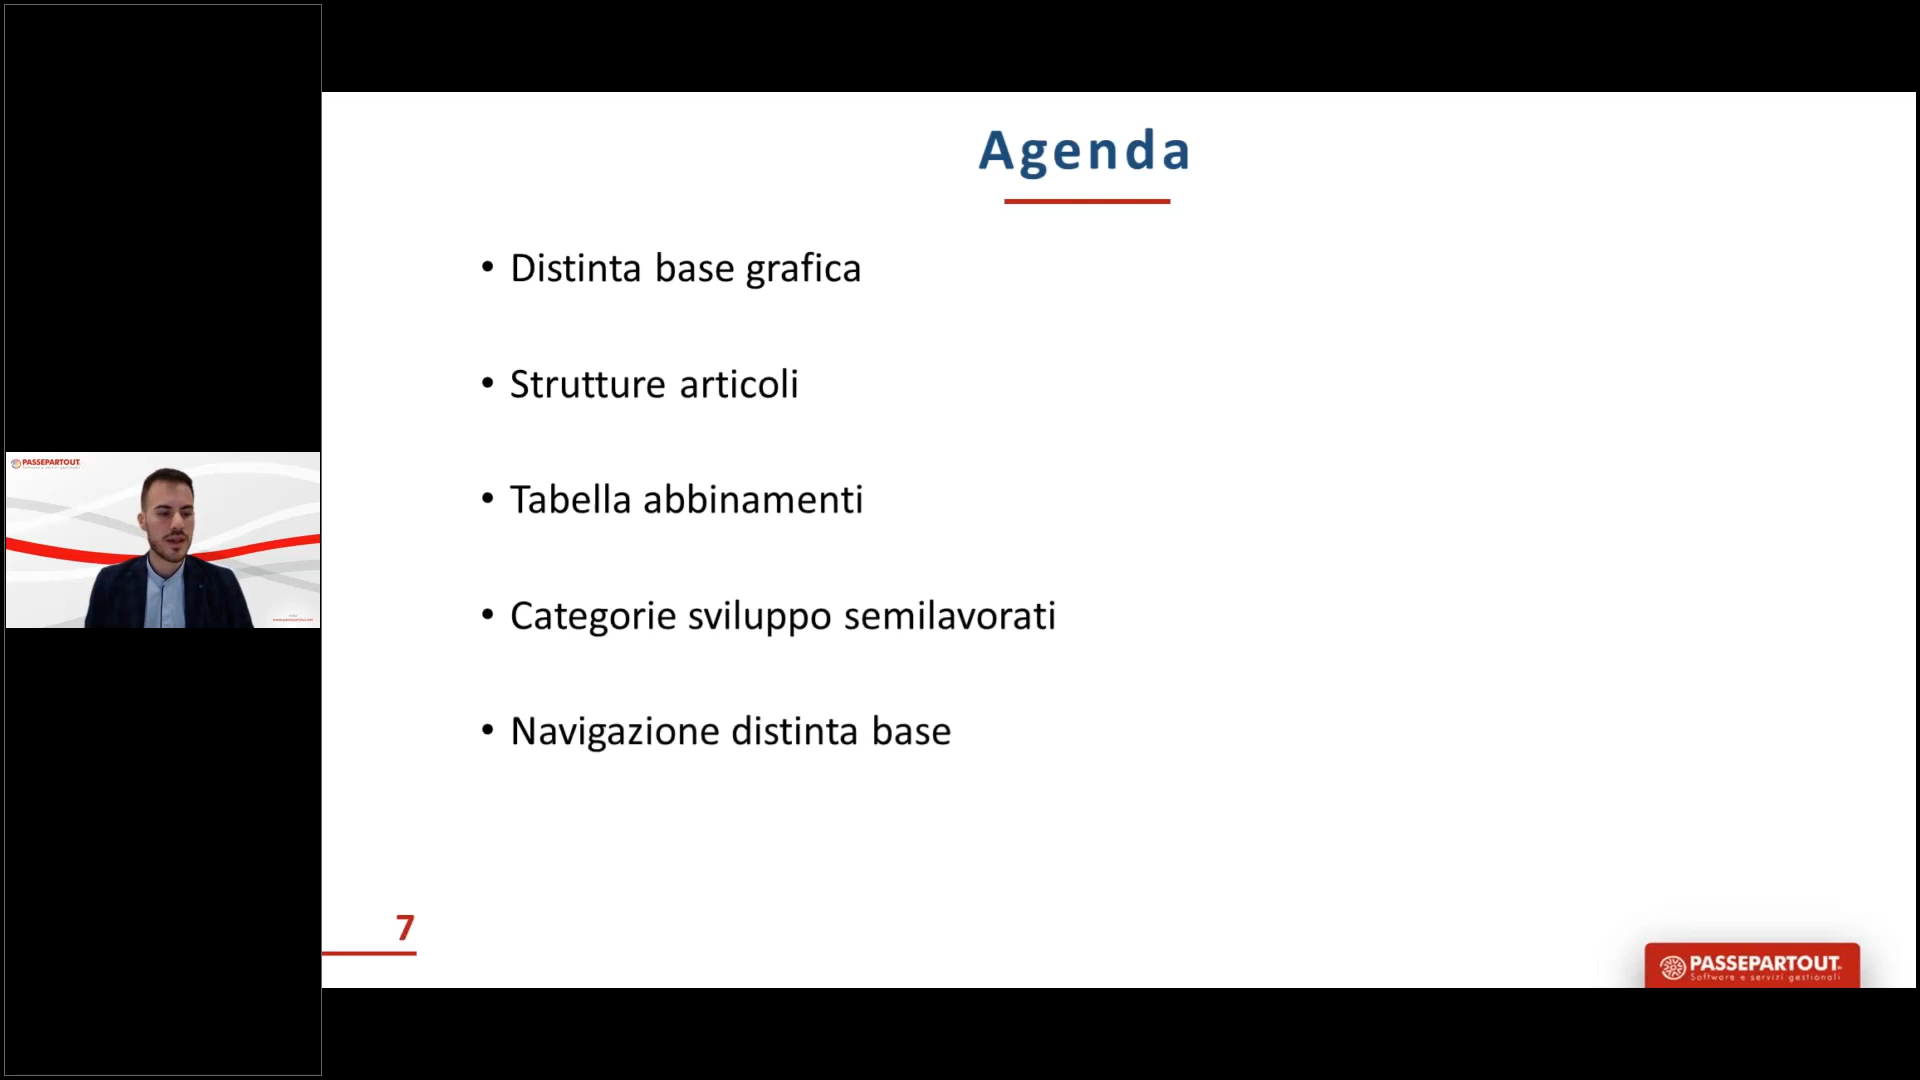 PASSEPARTOUT
Agenda
• Distinta base grafica
• Strutture articoli
• Tabella abbinamenti
• Categorie sviluppo semilavorati
• Navigazione distinta base
7
PASSEPARTOUT
Software e servizi gestionali